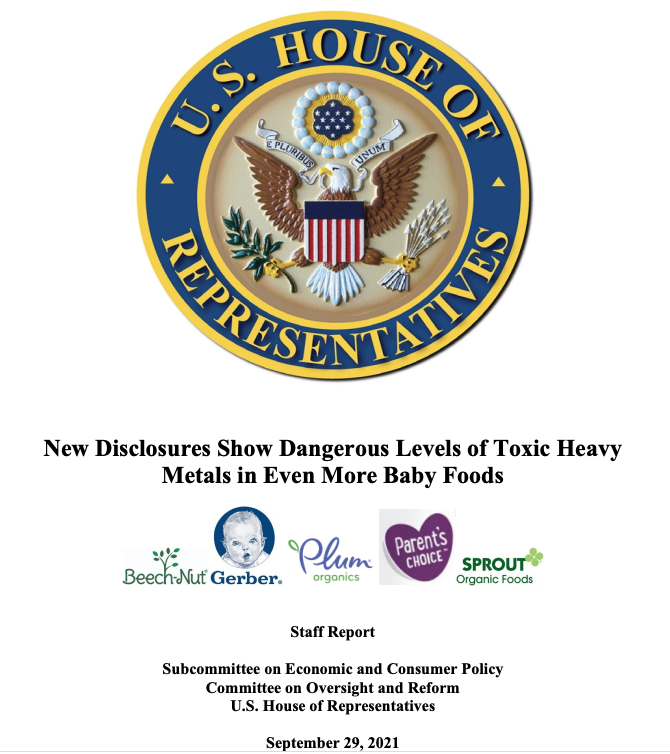 U.S. HOUSE OF
E PLURIBUS UNUM
REPRESENTATIVES
New Disclosures Show Dangerous Levels of Toxic Heavy
Metals in Even More Baby Foods
Beech-Nut
Gerber®
Plum
organics
Parent's
CHOICE™
SPROUT
Organic Foods
Staff Report
Subcommittee on Economic and Consumer Policy
Committee on Oversight and Reform
U.S. House of Representatives
September 29, 2021